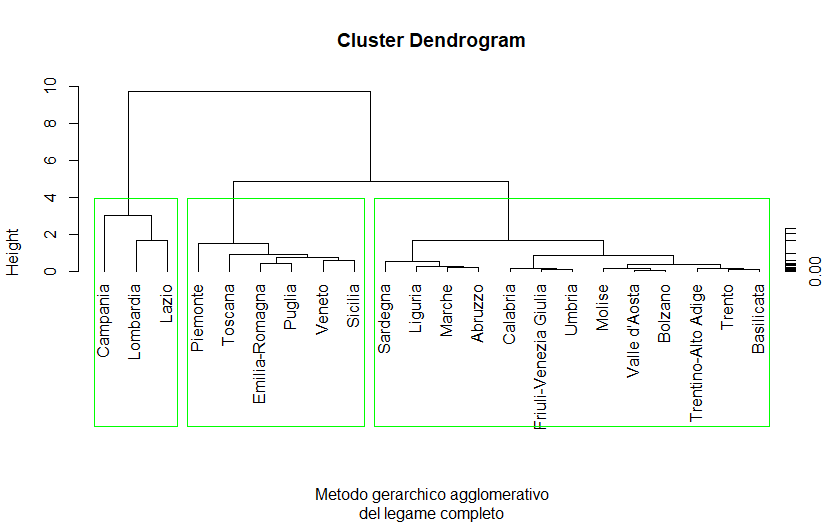 Cluster Dendrogram
Height
0
2
4
6
8
10
Campania
Lombardia
Lazio
Piemonte
Toscana
Emilia-Romagna
Puglia
Veneto
Sicilia
Sardegna
Liguria
Marche
Abruzzo
Calabria
Friuli-Venezia Giulia
Umbria
Molise
Valle d'Aosta
Bolzano
Trentino-Alto Adige
Trento
Basilicata
0.00
Metodo gerarchico agglomerativo
del legame completo